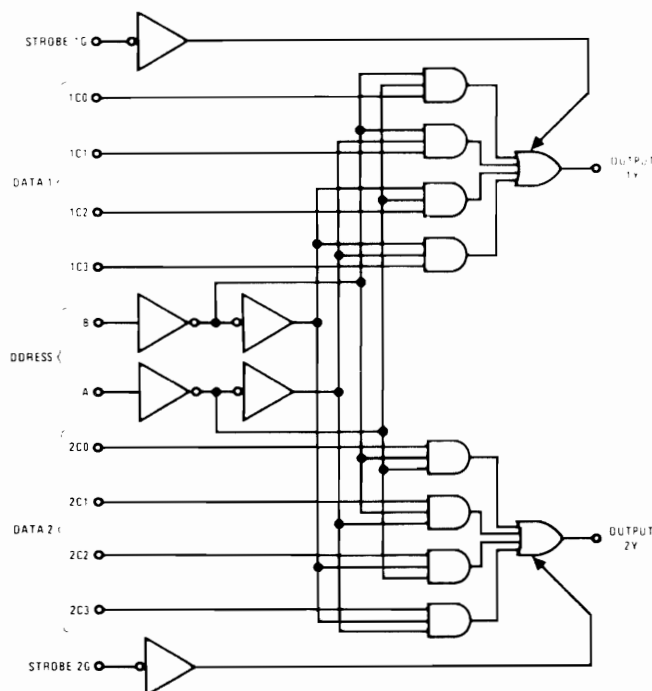 STROBE 1G
1C0
1C1
DATA 1
1C2
1C3
OUTPUT
1Y
B
DDRESS
A
2C0
2C1
DATA 2
2C2
2C3
OUTPUT
2Y
STROBE 2G